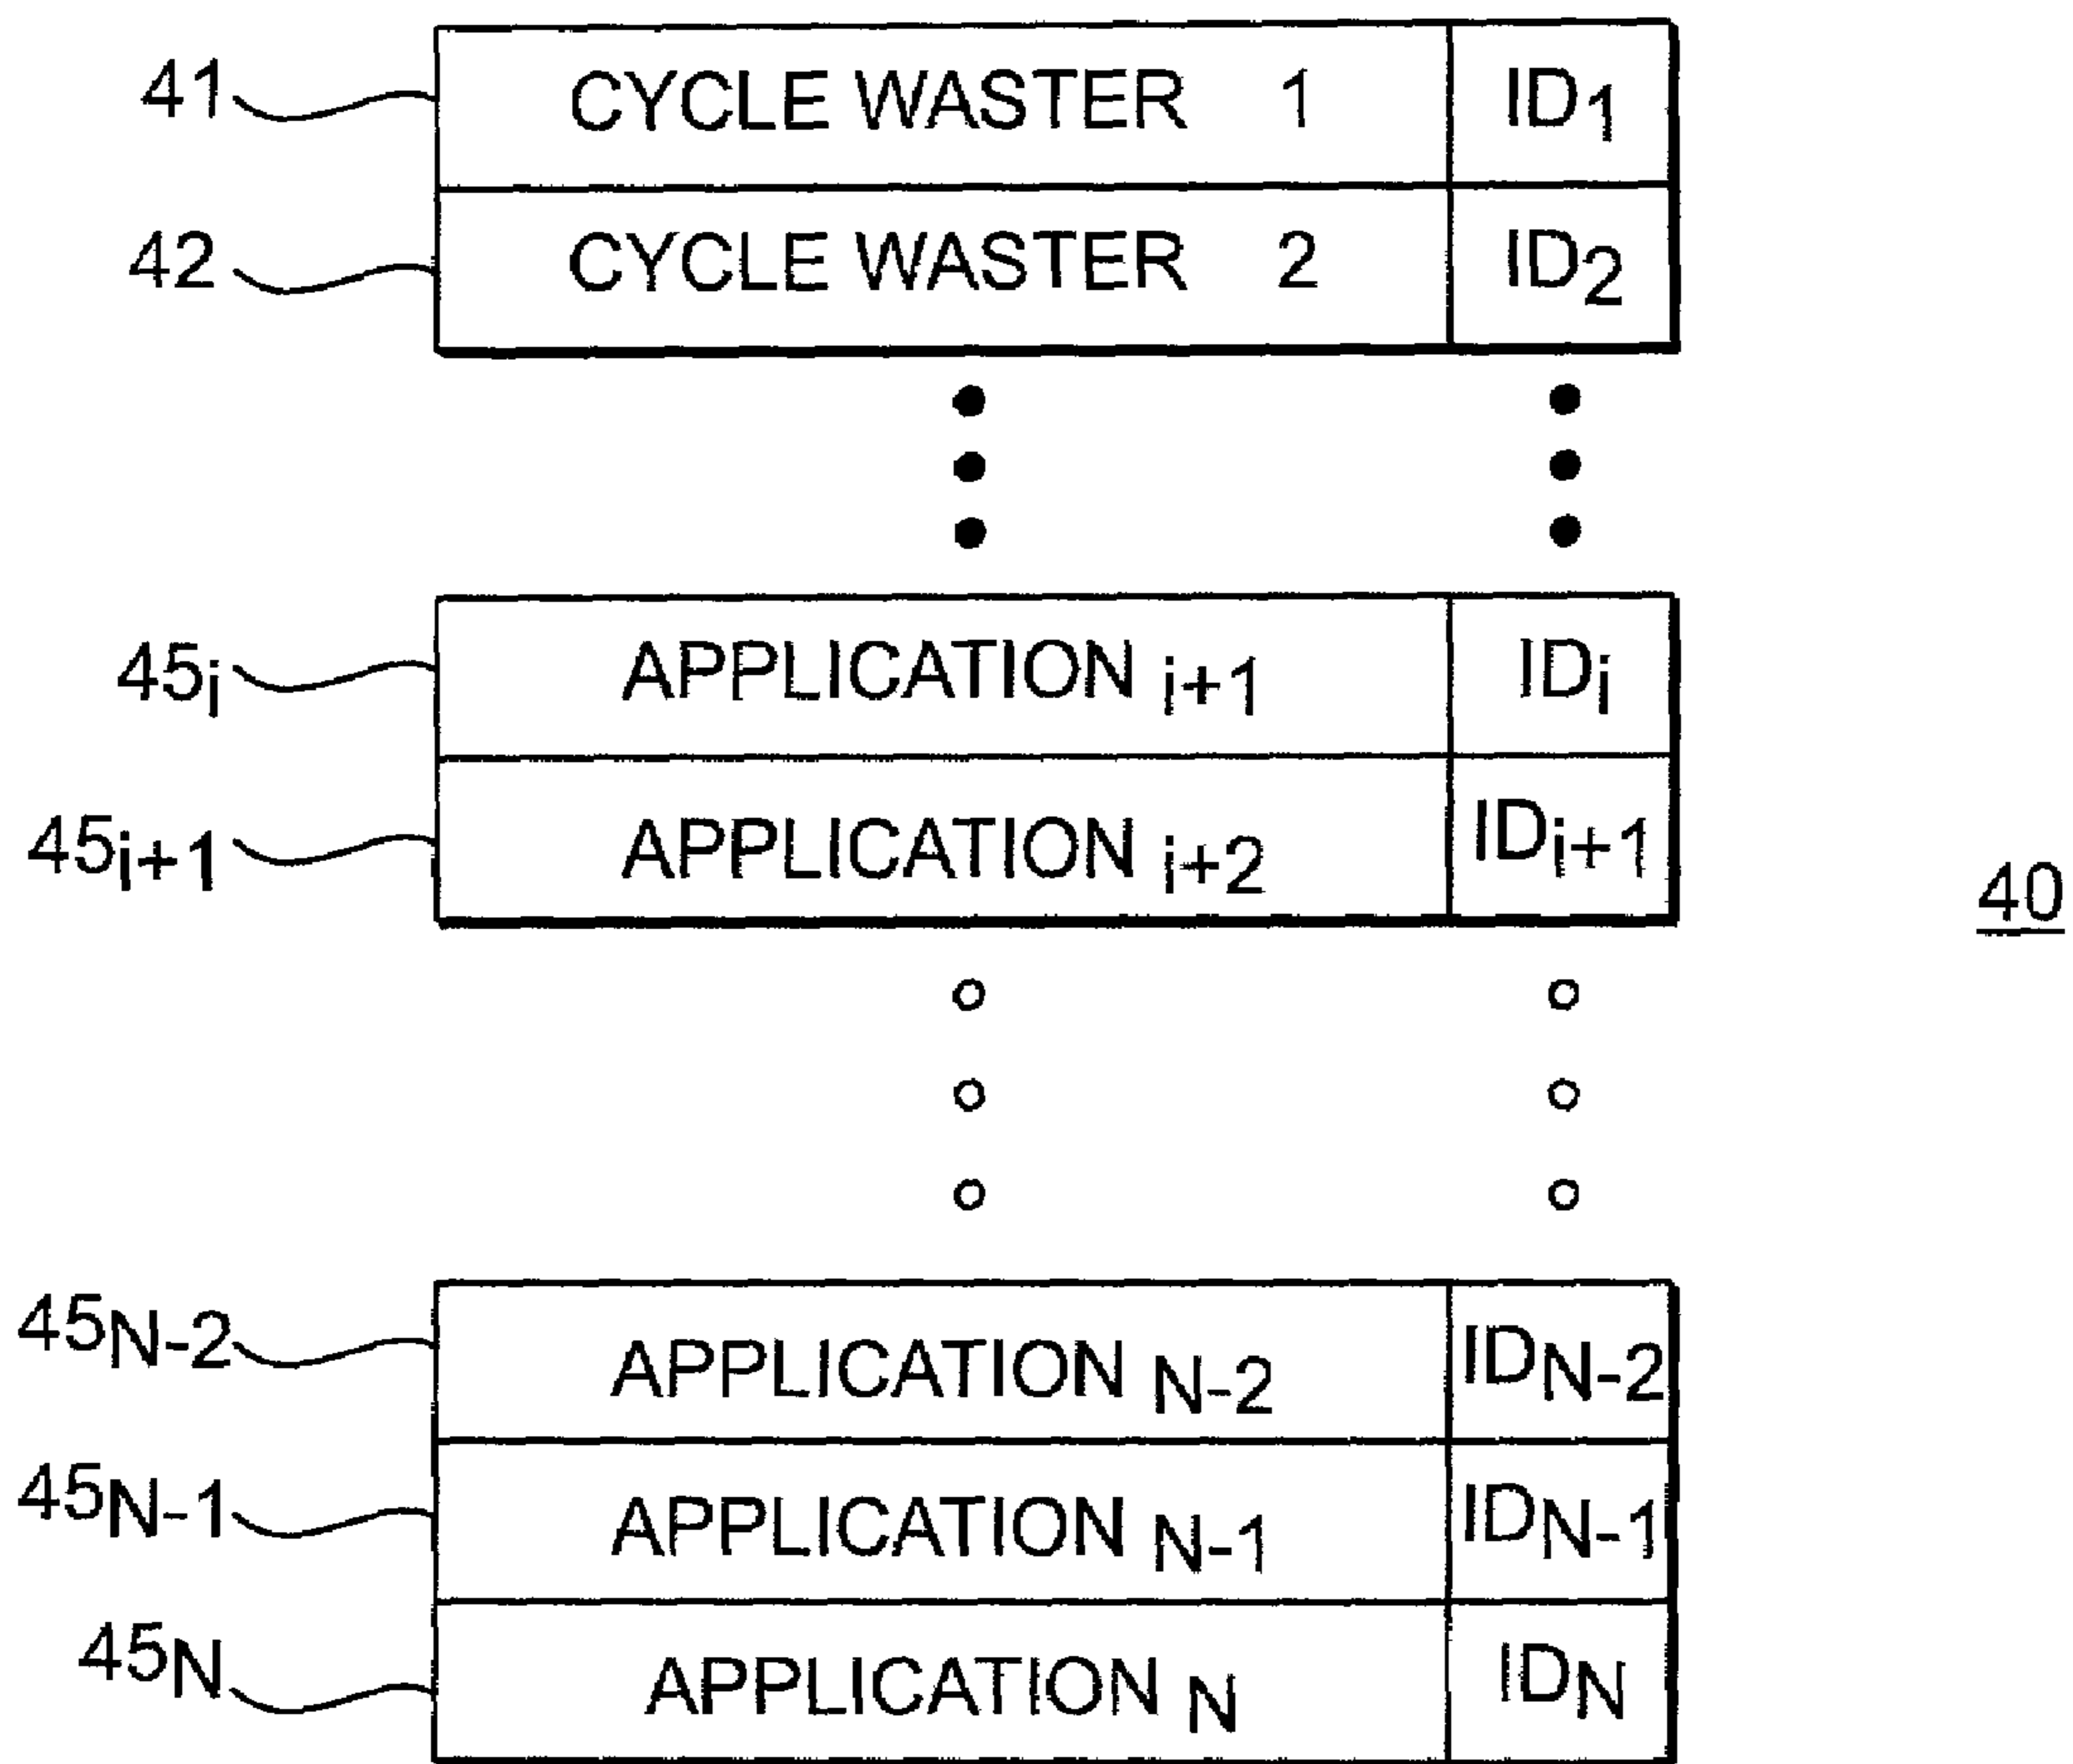 41 CYCLE WASTER 1 ID1
42 CYCLE WASTER 2 ID2
45i APPLICATION i+1 IDi
45i+1 APPLICATION i+2 IDi+1
40
45N-2 APPLICATION N-2 IDN-2
45N-1 APPLICATION N-1 IDN-1
45N APPLICATION N IDN